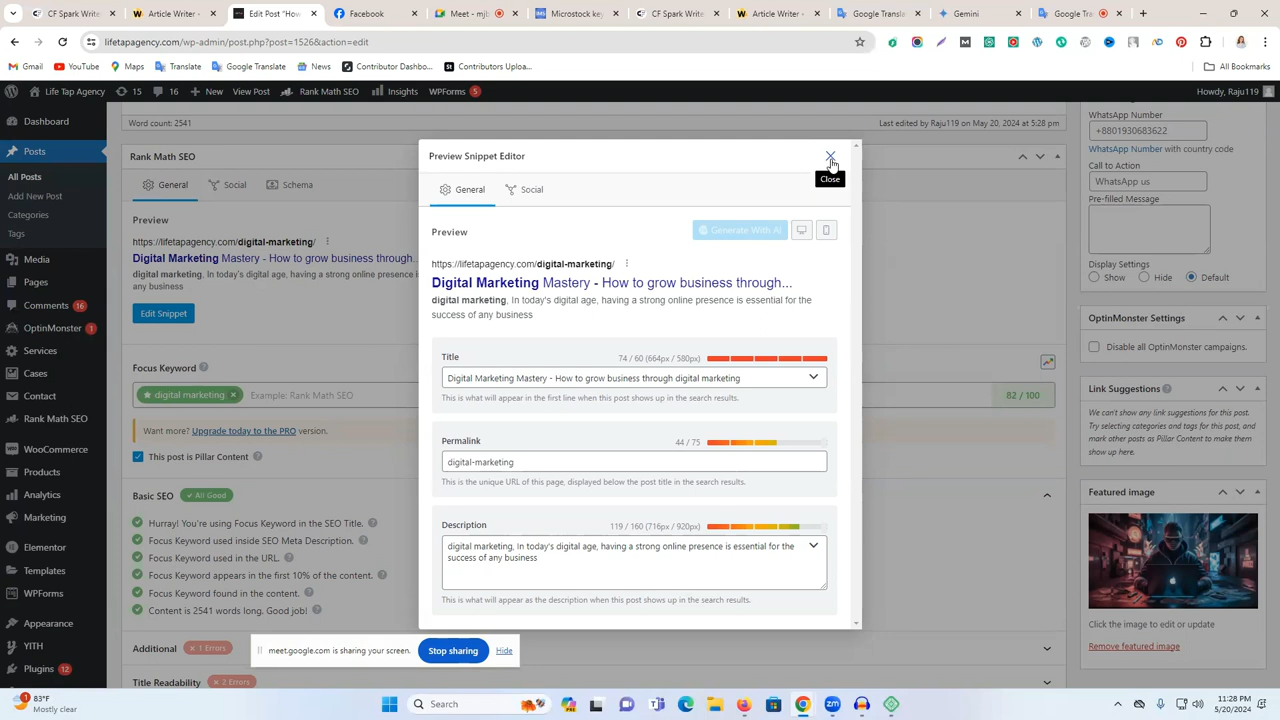 CF Spark Write
Article Writer -
Edit Post "How
Facebook
Meet -
Microstock key
CF Spark Write
Article Writer -
Google Translate
Gemini
Google Tra
lifetapagency.com/wp-admin/post.php?post=1526&action=edit
Gmail
YouTube
Maps
Translate
Google Translate
News
Contributor Dashbo...
Contributors Uploa...
All Bookmarks
Life Tap Agency
15
16
New
View Post
Rank Math SEO
Insights
WPForms 5
Howdy, Raju119
Dashboard
Posts
All Posts
Add New Post
Categories
Tags
Media
Pages
Comments 16
OptinMonster 1
Services
Cases
Contact
Rank Math SEO
WooCommerce
Products
Analytics
Marketing
Elementor
Templates
WPForms
Appearance
YITH
Plugins 12
Word count: 2541
Last edited by Raju119 on May 20, 2024 at 5:28 pm
Rank Math SEO
General
Social
Schema
Preview
https://lifetapagency.com/digital-marketing/
Digital Marketing Mastery - How to grow business through...
digital marketing, In today's digital age, having a strong online presence is essential
and any business
Edit Snippet
Focus Keyword
digital marketing
Example: Rank Math SEO
82 / 100
Want more? Upgrade today to the PRO version.
This post is Pillar Content
Basic SEO
All Good
Hurray! You're using Focus Keyword in the SEO Title.
Focus Keyword used inside SEO Meta Description.
Focus Keyword used in the URL.
Focus Keyword appears in the first 10% of the content.
Focus Keyword found in the content.
Content is 2541 words long. Good job!
Additional
× 1 Errors
Title Readability
× 2 Errors
Preview Snippet Editor
Close
General
Social
Preview
Generate With AI
https://lifetapagency.com/digital-marketing/
Digital Marketing Mastery - How to grow business through...
digital marketing, In today's digital age, having a strong online presence is essential for the
success of any business
Title
74 / 60 (664px / 580px)
Digital Marketing Mastery - How to grow business through digital marketing
This is what will appear in the first line when this post shows up in the search results.
Permalink
44 / 75
digital-marketing
This is the unique URL of this page, displayed below the post title in the search results.
Description
119 / 160 (716px / 920px)
digital marketing, In today's digital age, having a strong online presence is essential for the
success of any business
This is what will appear as the description when this post shows up in the search results.
meet.google.com is sharing your screen.
Stop sharing
Hide
WhatsApp Number
+8801930683622
WhatsApp Number with country code
Call to Action
WhatsApp us
Pre-filled Message
Display Settings
Show
Hide
Default
OptinMonster Settings
Disable all OptinMonster campaigns.
Link Suggestions
We can't show any link suggestions for this post.
Try selecting categories and tags for this post, and
mark other posts as Pillar Content to make them
show up here.
Featured image
Click the image to edit or update
Remove featured image
83°F
Mostly clear
Search
11:28 PM
5/20/2024